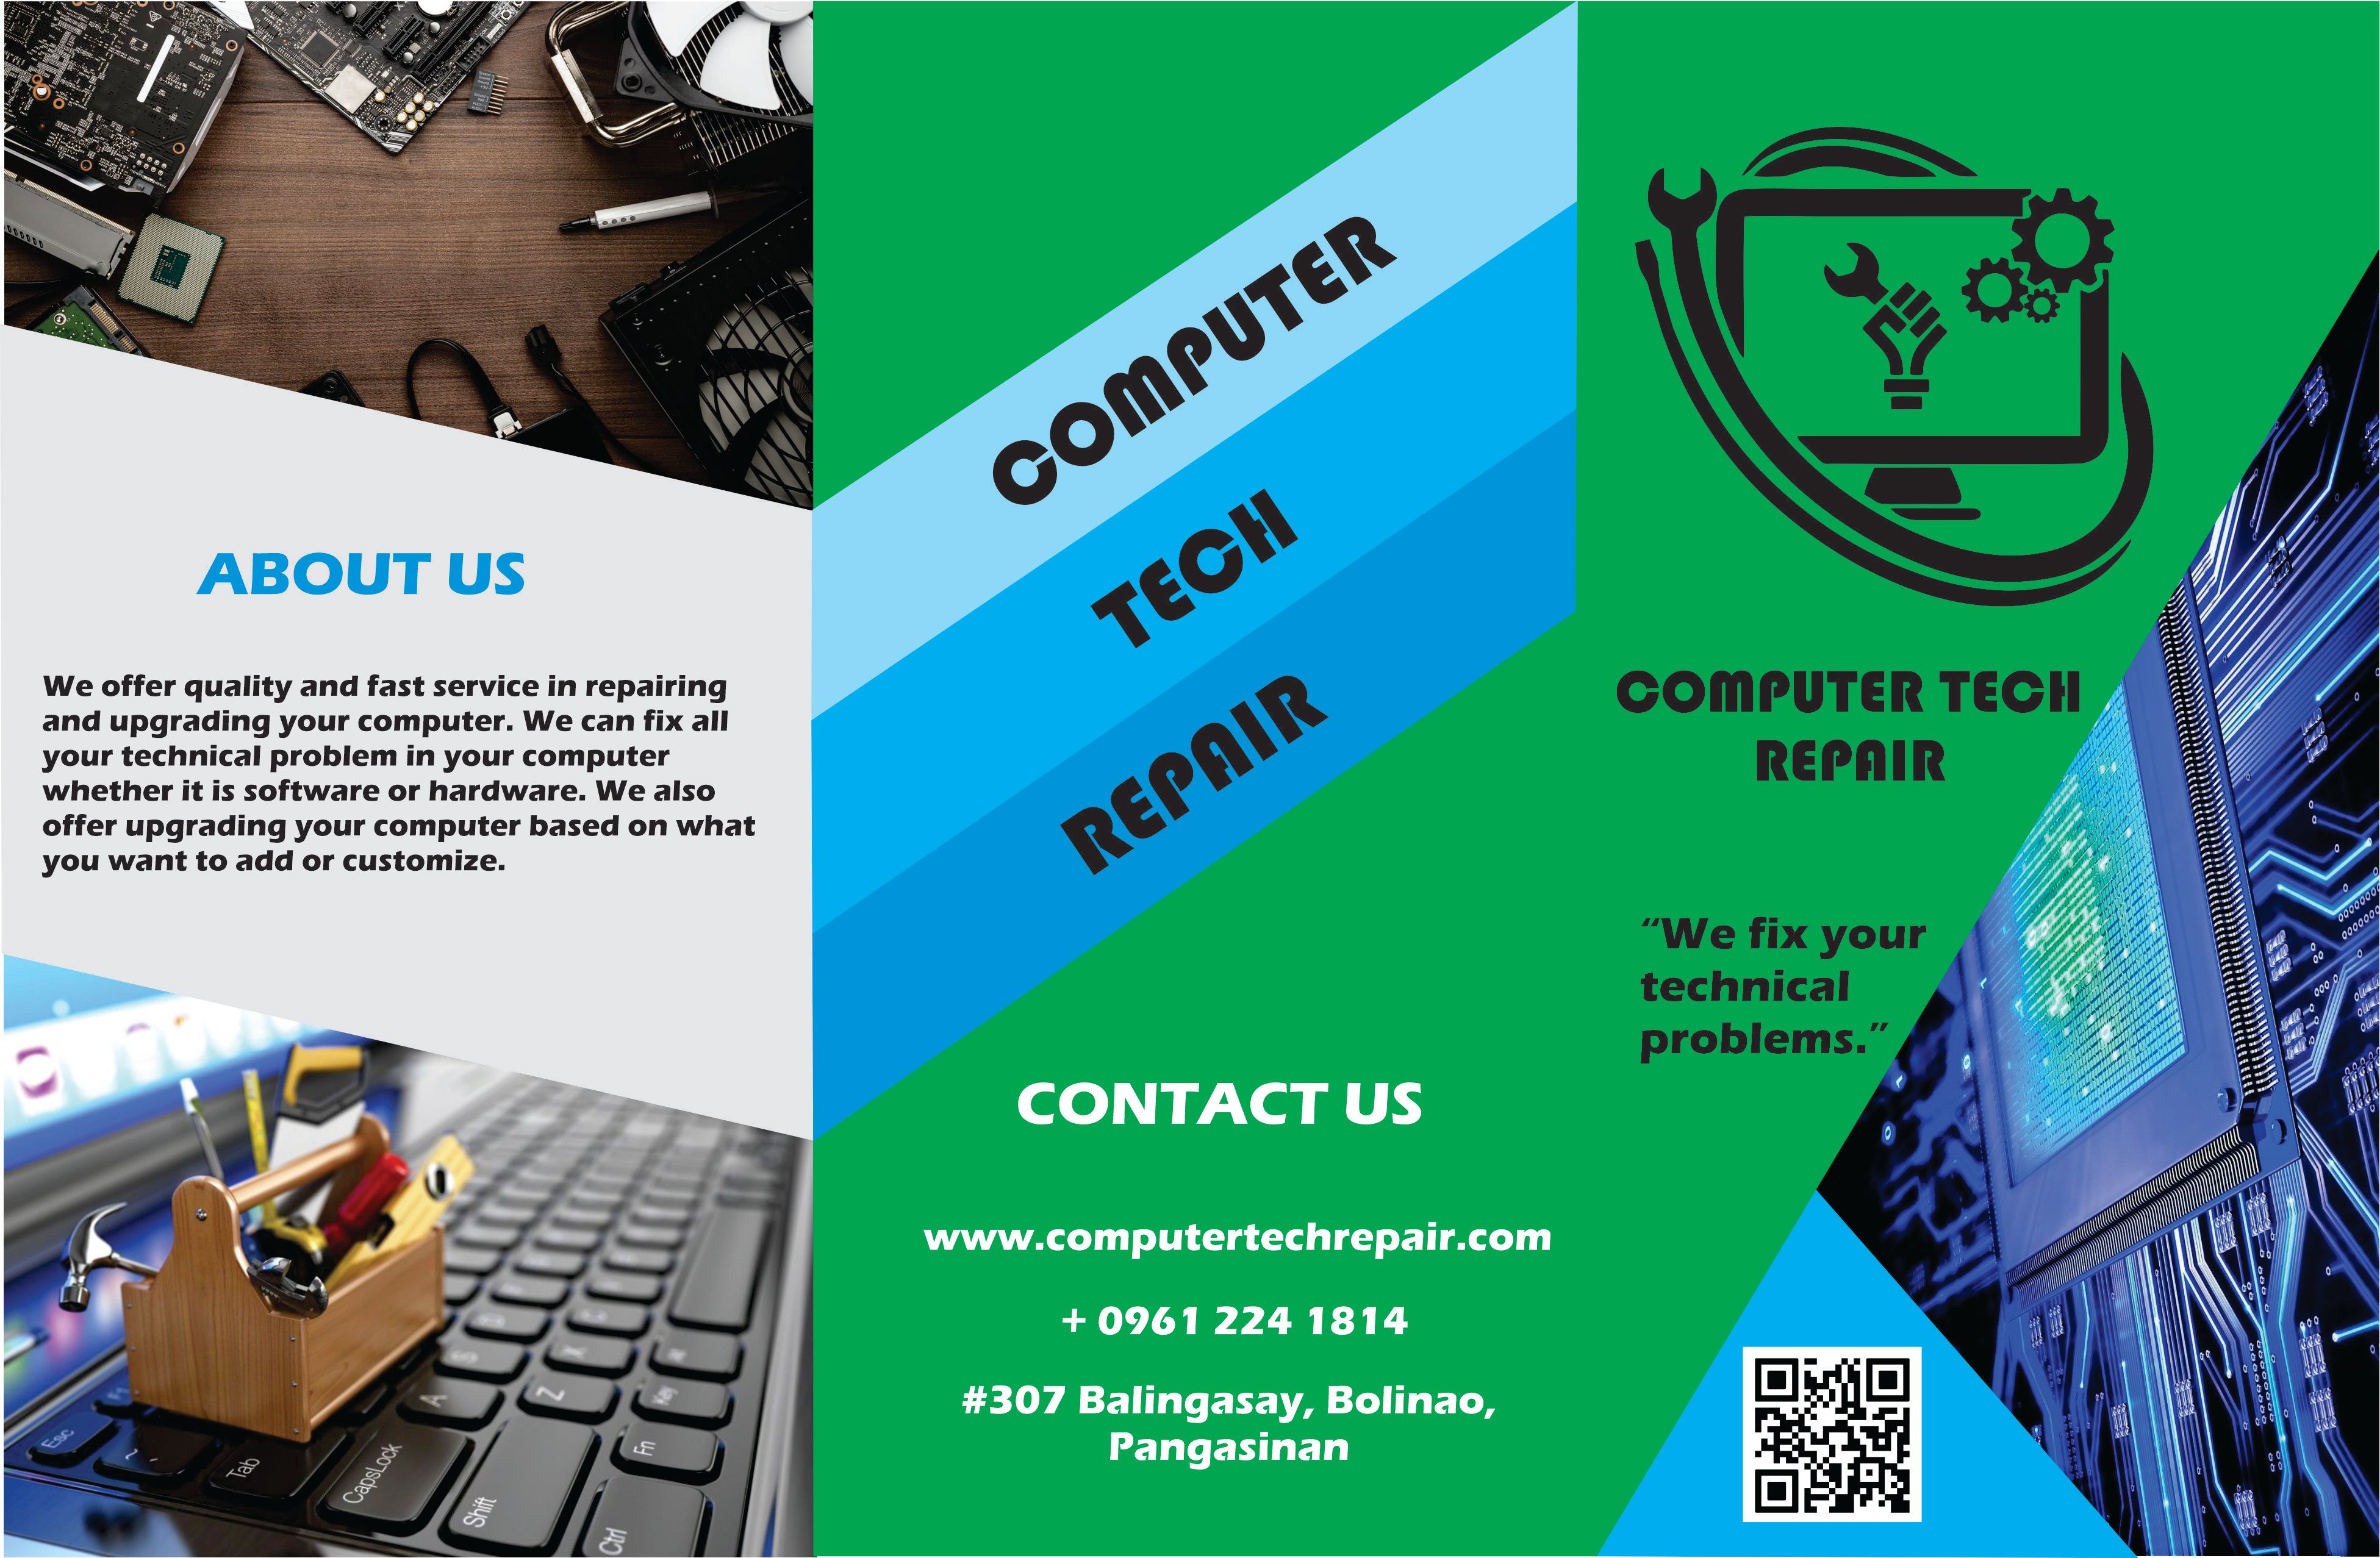 ABOUT US
We offer quality and fast service in repairing
and upgrading your computer. We can fix all
your technical problem in your computer
whether it is software or hardware. We also
offer upgrading your computer based on what
you want to add or customize.
Esc
~
Tab
CapsLock
Shift
Fn
Ctrl
A
Z
X
S
Key
COMPUTER
TECH
REPAIR
CONTACT US
www.computertechrepair.com
+ 0961 224 1814
#307 Balingasay, Bolinao,
Pangasinan
COMPUTER TECH
REPAIR
“We fix your
technical
problems.”